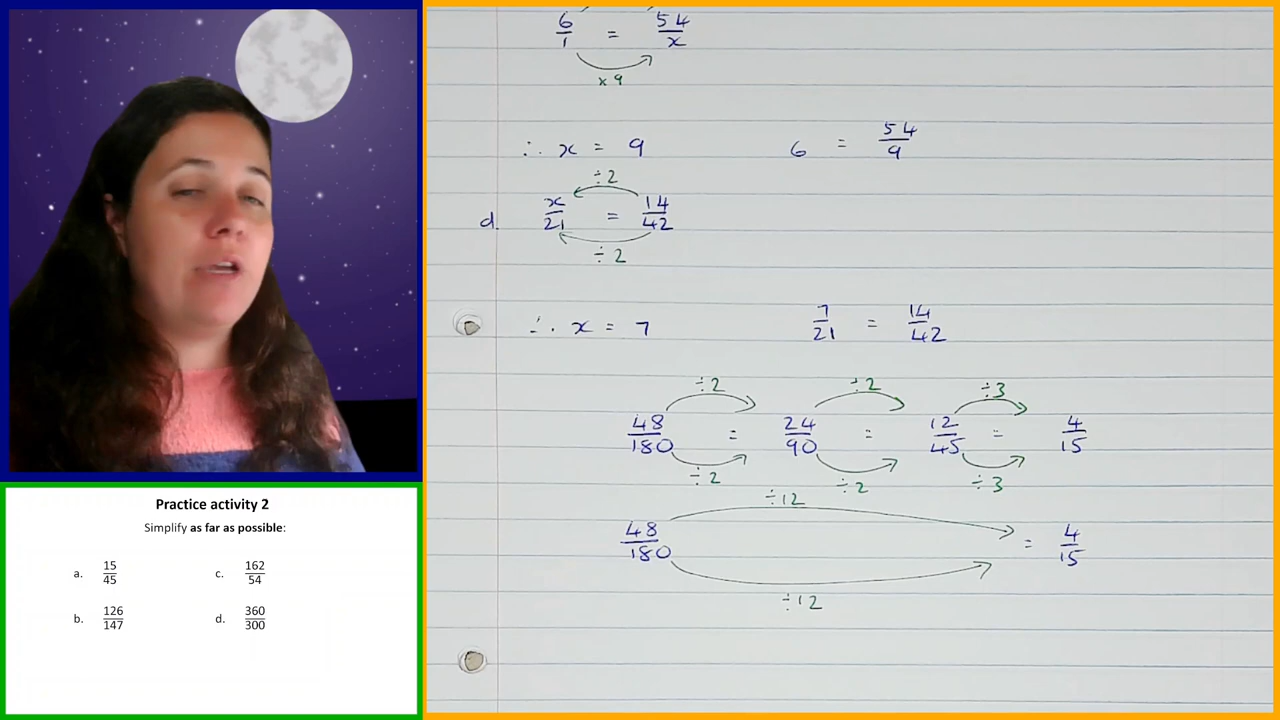 6/1 = 54/x
×9
∴ x = 9 6 = 54/9
÷2
d. x/21 = 14/42
÷2
∴ x = 7 7/21 = 14/42
÷2 ÷2 ÷3
48/180 = 24/90 = 12/45 = 4/15
÷2 ÷2 ÷3
÷12
48/180 = 4/15
÷12
Practice activity 2
Simplify as far as possible:
a. 15/45 c. 162/54
b. 126/147 d. 360/300